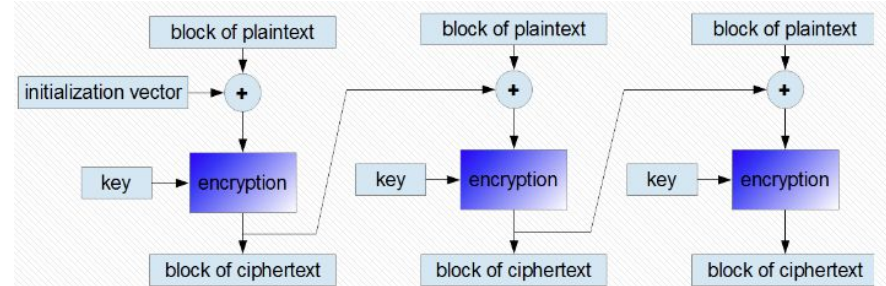 block of plaintext
block of plaintext
block of plaintext
initialization vector
+
+
+
key
encryption
key
encryption
key
encryption
block of ciphertext
block of ciphertext
block of ciphertext